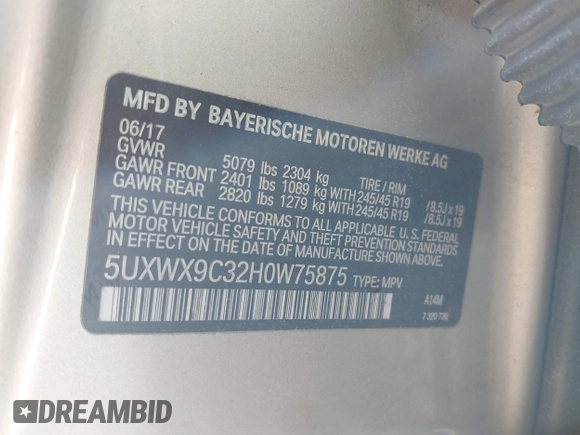 MFD BY BAYERISCHE MOTOREN WERKE AG
06/17
GVWR 5079 lbs 2304 kg TIRE / RIM
GAWR FRONT 2401 lbs 1089 kg WITH 245/45 R19 /8.5J x 19
GAWR REAR 2820 lbs 1279 kg WITH 245/45 R19 /8.5J x 19
THIS VEHICLE CONFORMS TO ALL APPLICABLE U.S. FEDERAL
MOTOR VEHICLE SAFETY AND THEFT PREVENTION STANDARDS
IN EFFECT ON THE DATE OF MANUFACTURE SHOWN ABOVE.
5UXWX9C32H0W75875 TYPE: MPV
A14M
DREAMBID